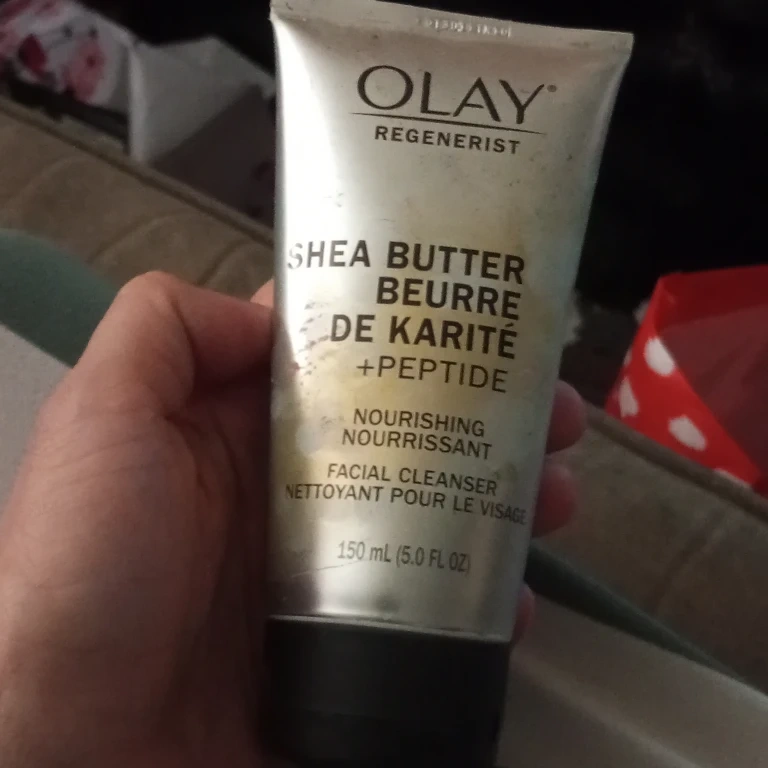 OLAY®
REGENERIST
SHEA BUTTER
BEURRE
DE KARITÉ
+PEPTIDE
NOURISHING
NOURRISSANT
FACIAL CLEANSER
NETTOYANT POUR LE VISAGE
150 mL (5.0 FL OZ)